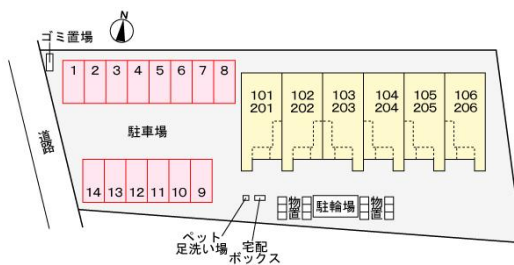 N
ゴミ置場
1 2 3 4 5 6 7 8
101 102 103 104 105 106
201 202 203 204 205 206
道路
駐車場
14 13 12 11 10 9
物置 駐輪場 物置
ペット
足洗い場
宅配
ボックス